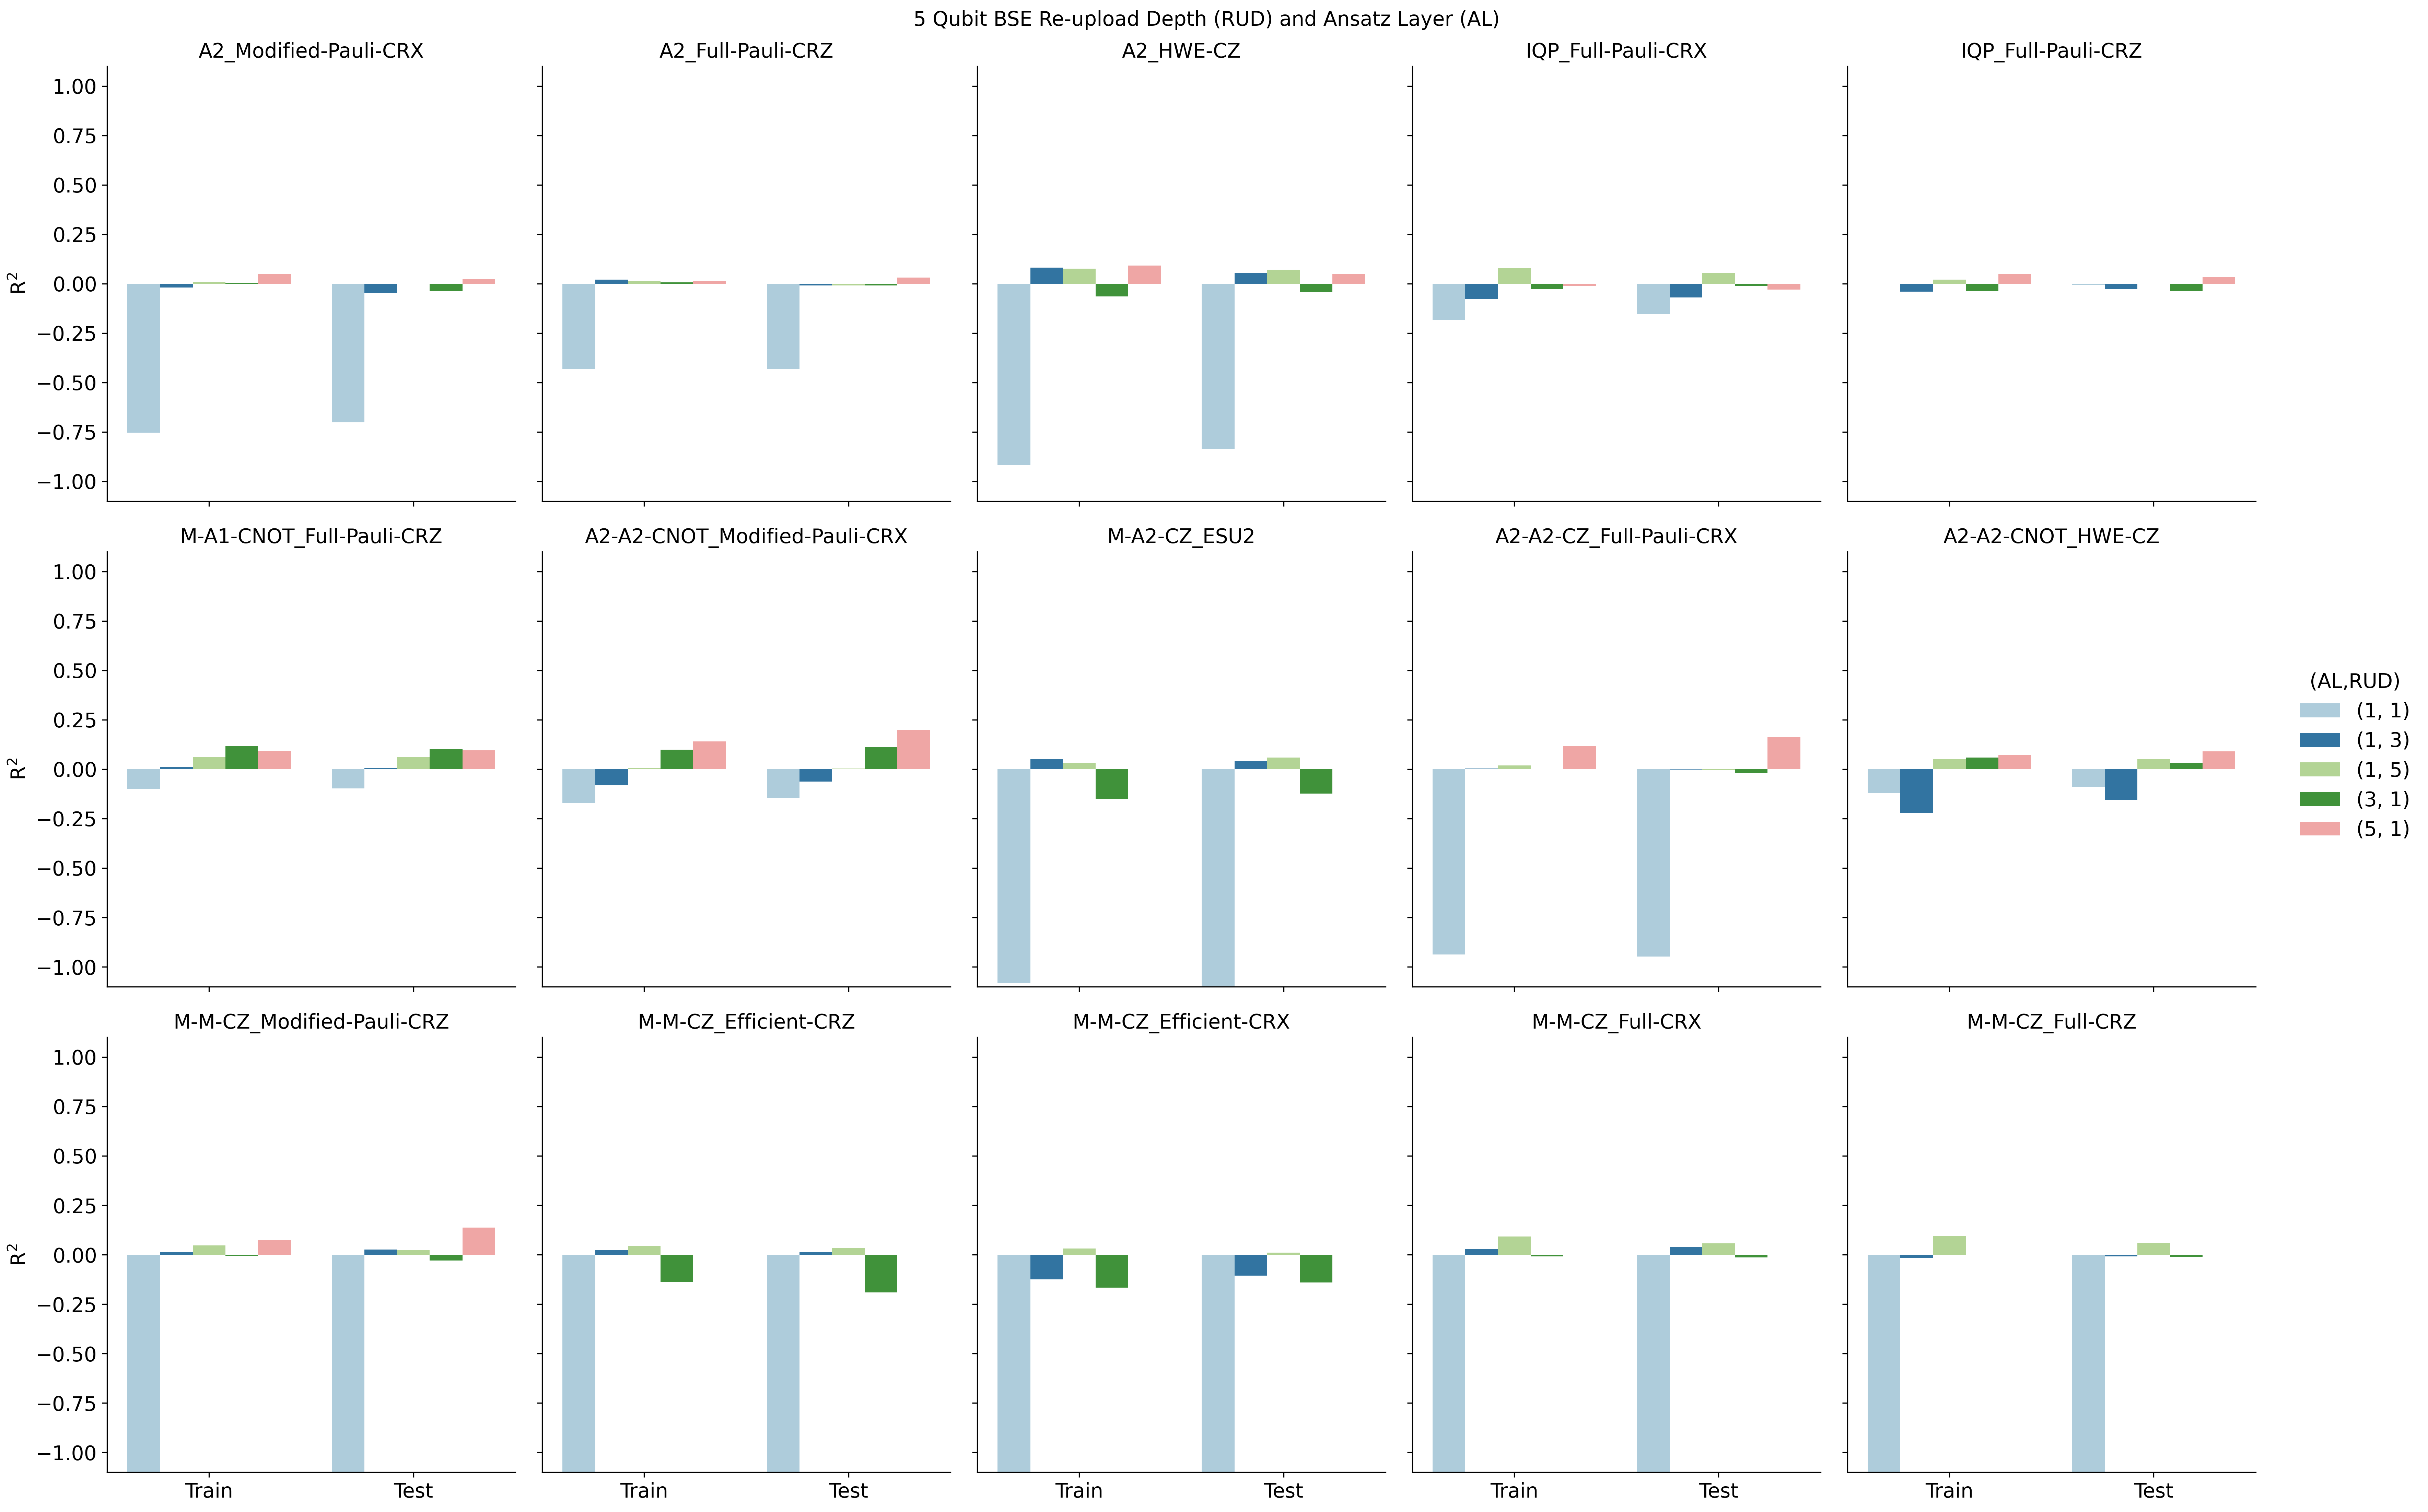 5 Qubit BSE Re-upload Depth (RUD) and Ansatz Layer (AL)
A2_Modified-Pauli-CRX
A2_Full-Pauli-CRZ
A2_HWE-CZ
IQP_Full-Pauli-CRX
IQP_Full-Pauli-CRZ
1.00
0.75
0.50
0.25
0.00
−0.25
−0.50
−0.75
−1.00
R²
M-A1-CNOT_Full-Pauli-CRZ
A2-A2-CNOT_Modified-Pauli-CRX
M-A2-CZ_ESU2
A2-A2-CZ_Full-Pauli-CRX
A2-A2-CNOT_HWE-CZ
1.00
0.75
0.50
0.25
0.00
−0.25
−0.50
−0.75
−1.00
R²
(AL,RUD)
(1, 1)
(1, 3)
(1, 5)
(3, 1)
(5, 1)
M-M-CZ_Modified-Pauli-CRZ
M-M-CZ_Efficient-CRZ
M-M-CZ_Efficient-CRX
M-M-CZ_Full-CRX
M-M-CZ_Full-CRZ
1.00
0.75
0.50
0.25
0.00
−0.25
−0.50
−0.75
−1.00
R²
Train Test
Train Test
Train Test
Train Test
Train Test